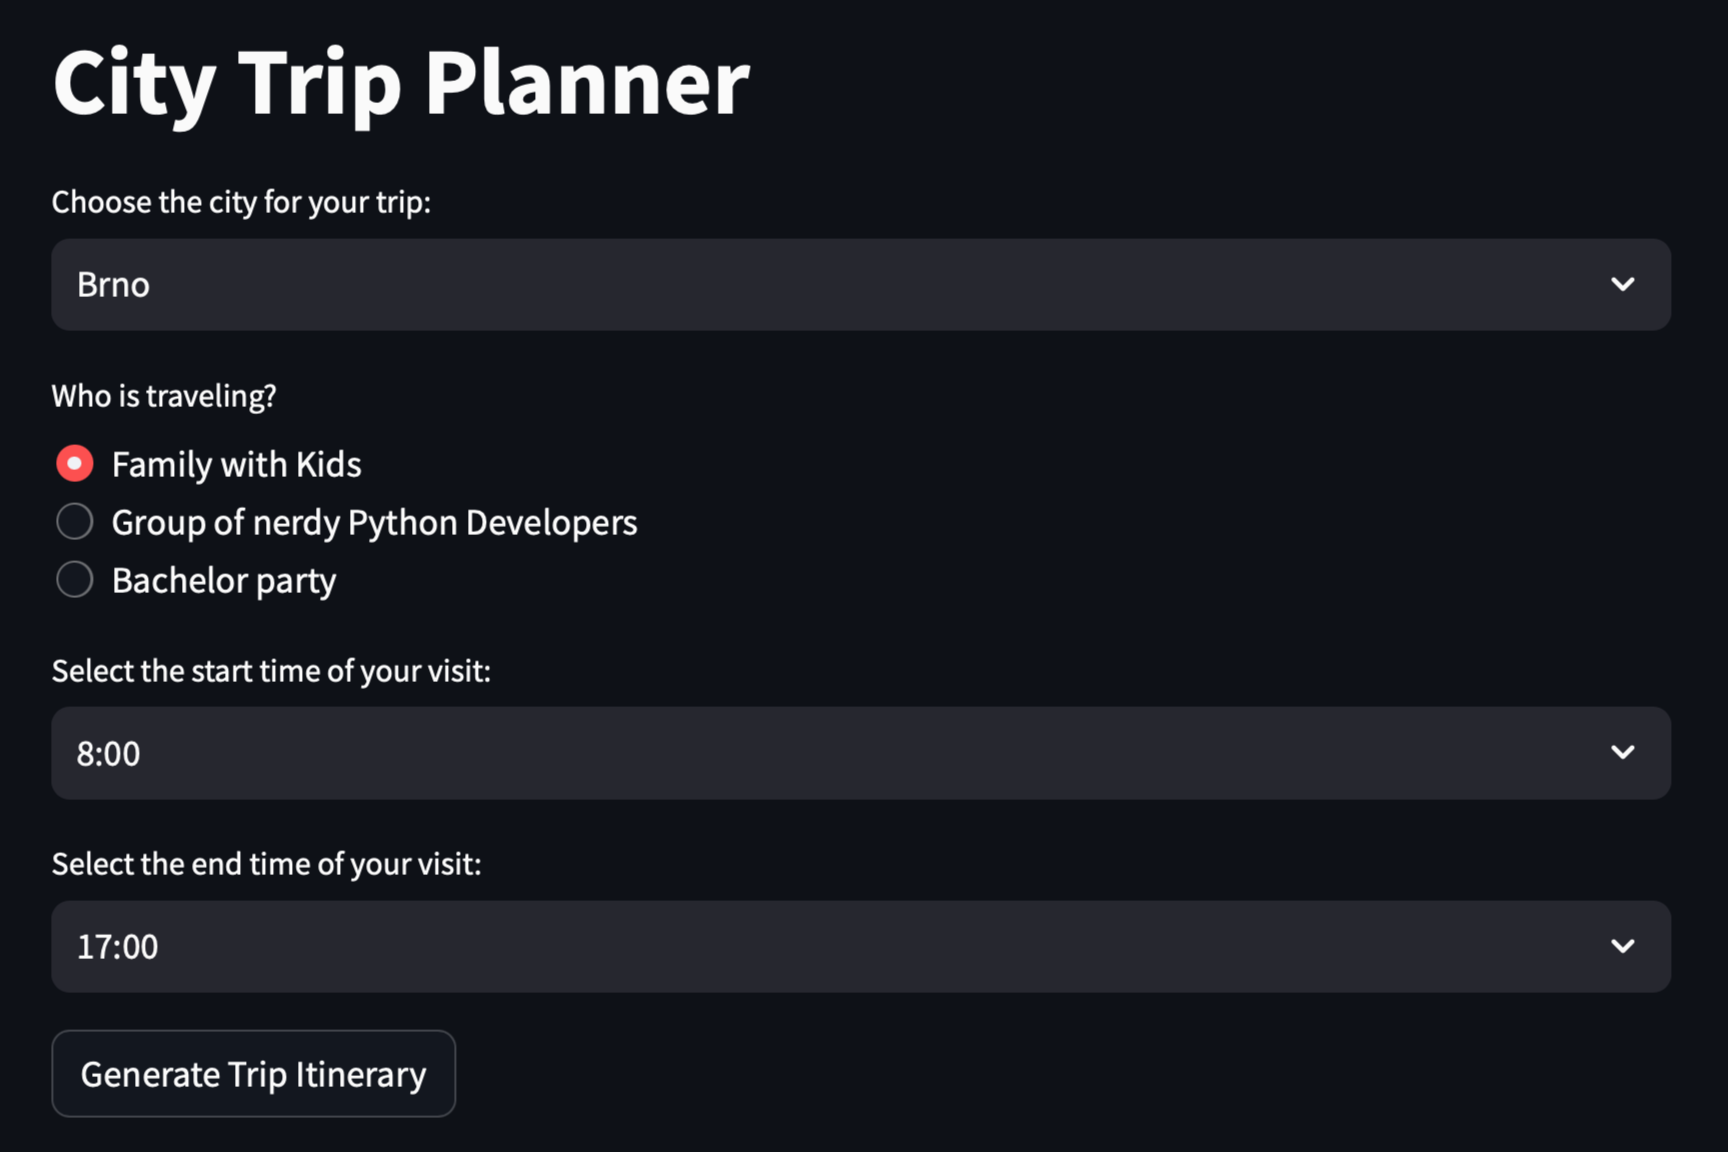 City Trip Planner
Choose the city for your trip:
Brno
Who is traveling?
Family with Kids
Group of nerdy Python Developers
Bachelor party
Select the start time of your visit:
8:00
Select the end time of your visit:
17:00
Generate Trip Itinerary